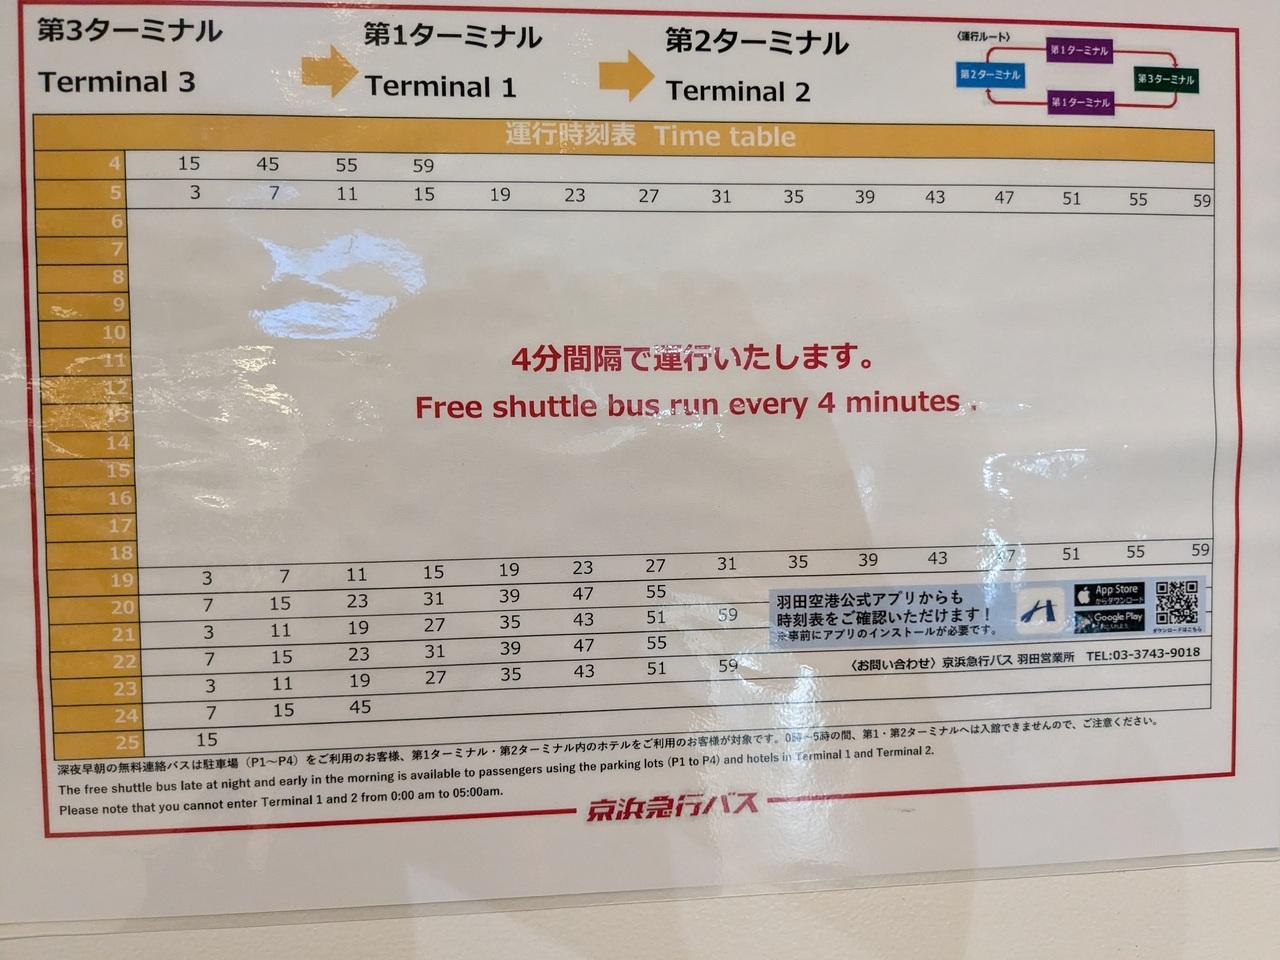 第3ターミナル
Terminal 3
第1ターミナル
Terminal 1
第2ターミナル
Terminal 2
〈運行ルート〉
第1ターミナル
第2ターミナル
第3ターミナル
第1ターミナル
運行時刻表 Time table
4 15 45 55 59
5 3 7 11 15 19 23 27 31 35 39 43 47 51 55 59
6
7
8
9
10
11
12
13
14
15
16
17
18
4分間隔で運行いたします。
Free shuttle bus run every 4 minutes .
19 3 7 11 15 19 23 27 31 35 39 43 47 51 55 59
20 7 15 23 31 39 47 55
21 3 11 19 27 35 43 51 59
22 7 15 23 31 39 47 55
23 3 11 19 27 35 43 51 59
24 7 15 45
25 15
羽田空港公式アプリからも
時刻表をご確認いただけます！
※事前にアプリのインストールが必要です。
App Store
からダウンロード
Google Play
ダウンロードはこちら
〈お問い合わせ〉京浜急行バス 羽田営業所 TEL:03-3743-9018
深夜早朝の無料連絡バスは駐車場（P1～P4）をご利用のお客様、第1ターミナル・第2ターミナル内のホテルをご利用のお客様が対象です。0時～5時の間、第1・第2ターミナルへは入館できませんので、ご注意ください。
The free shuttle bus late at night and early in the morning is available to passengers using the parking lots (P1 to P4) and hotels in Terminal 1 and Terminal 2.
Please note that you cannot enter Terminal 1 and 2 from 0:00 am to 05:00am.
京浜急行バス